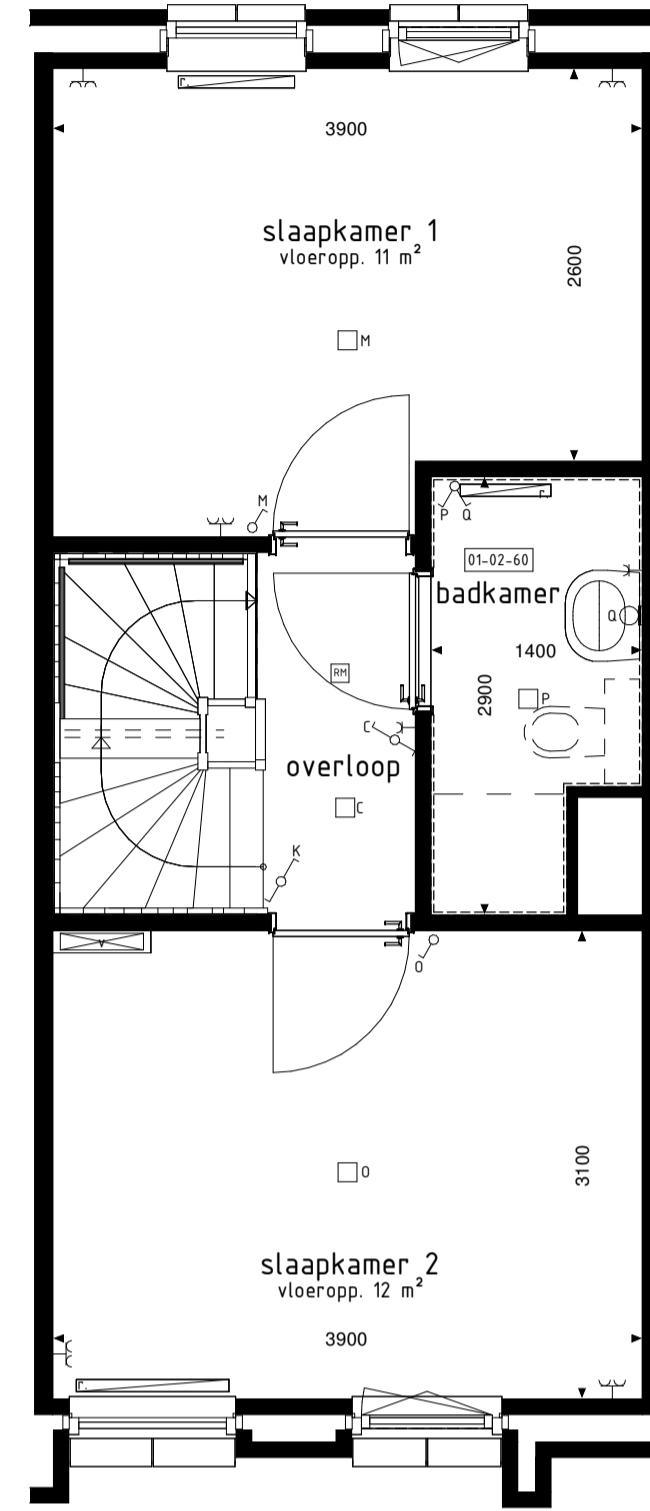 r.
3900
slaapkamer 1
vloeropp. 11 m²
2600
M
M
P Q
r.
01-02-60
badkamer
Q
1400
RM
2900
P
C
overloop
C
K
v
O
O
3100
slaapkamer 2
vloeropp. 12 m²
3900
r.